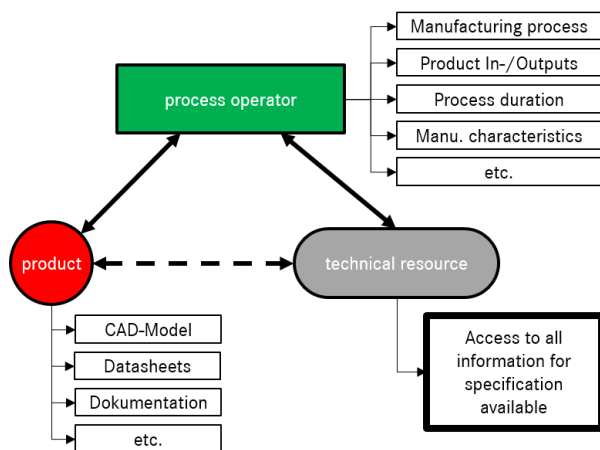 Manufacturing process
process operator
Product In-/Outputs
Process duration
Manu. characteristics
etc.
product
technical resource
CAD-Model
Datasheets
Dokumentation
etc.
Access to all
information for
specification
available